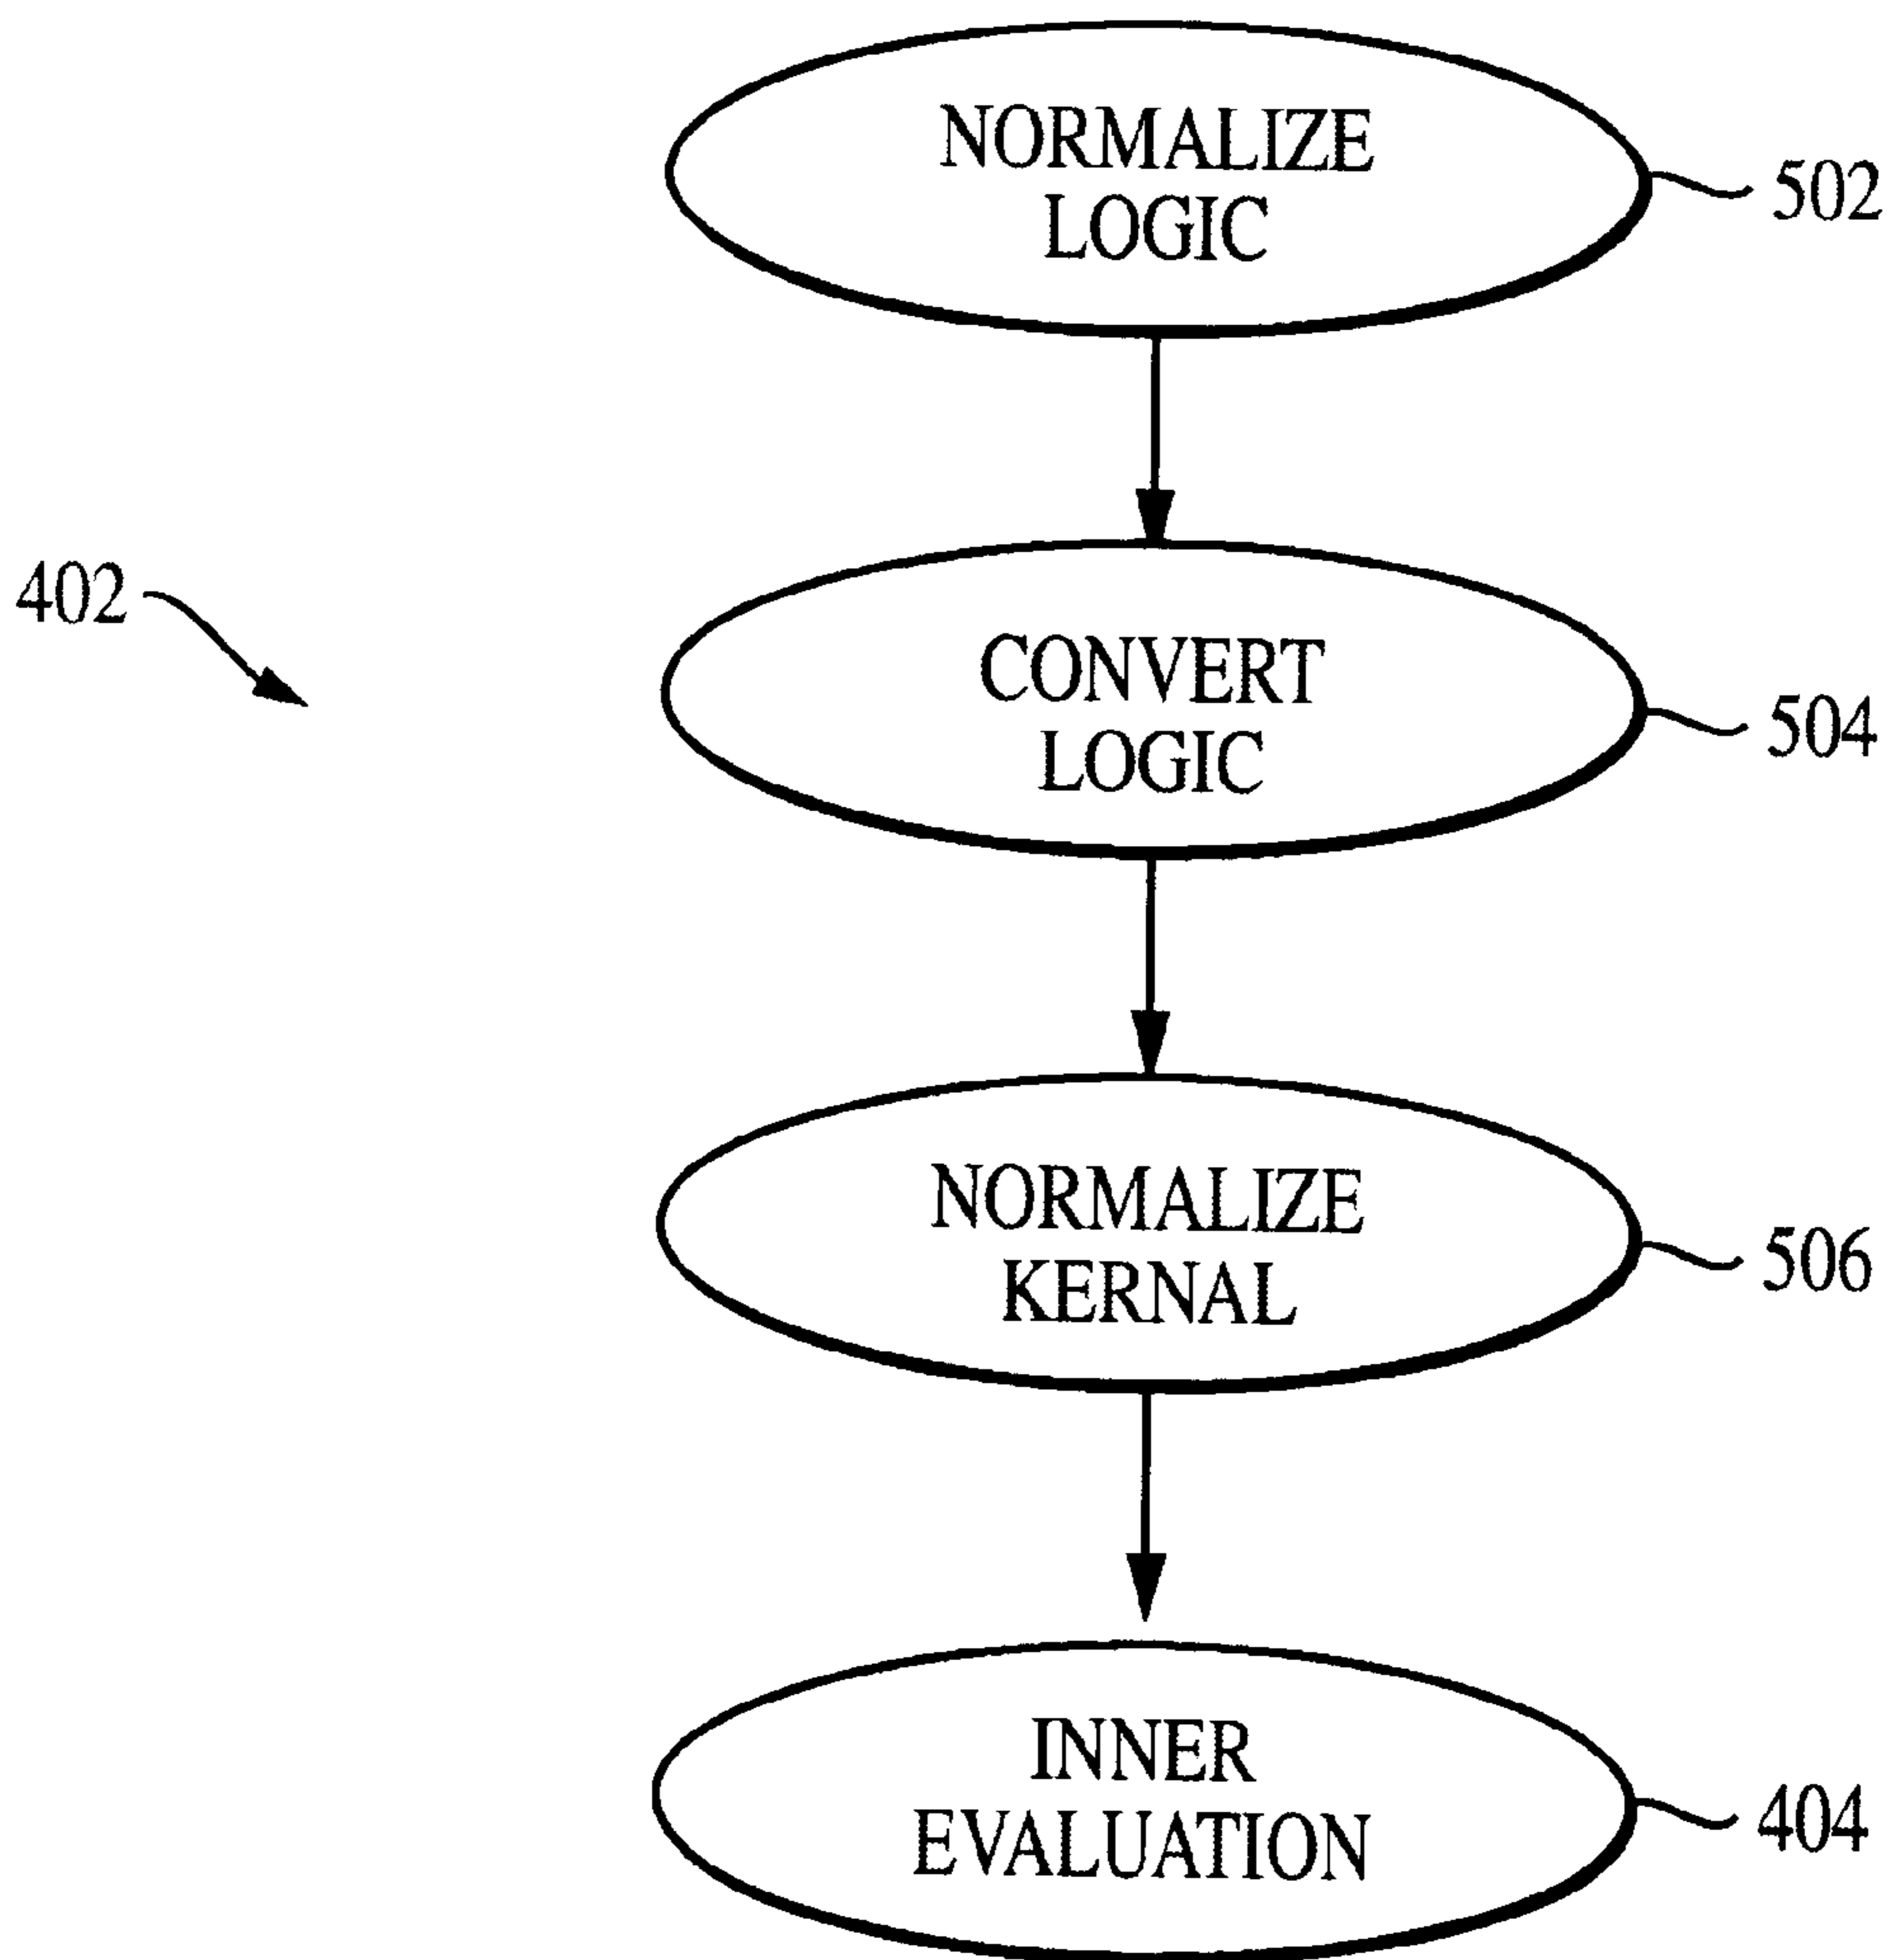 NORMALIZE
LOGIC
502
402
CONVERT
LOGIC
504
NORMALIZE
KERNAL
506
INNER
EVALUATION
404